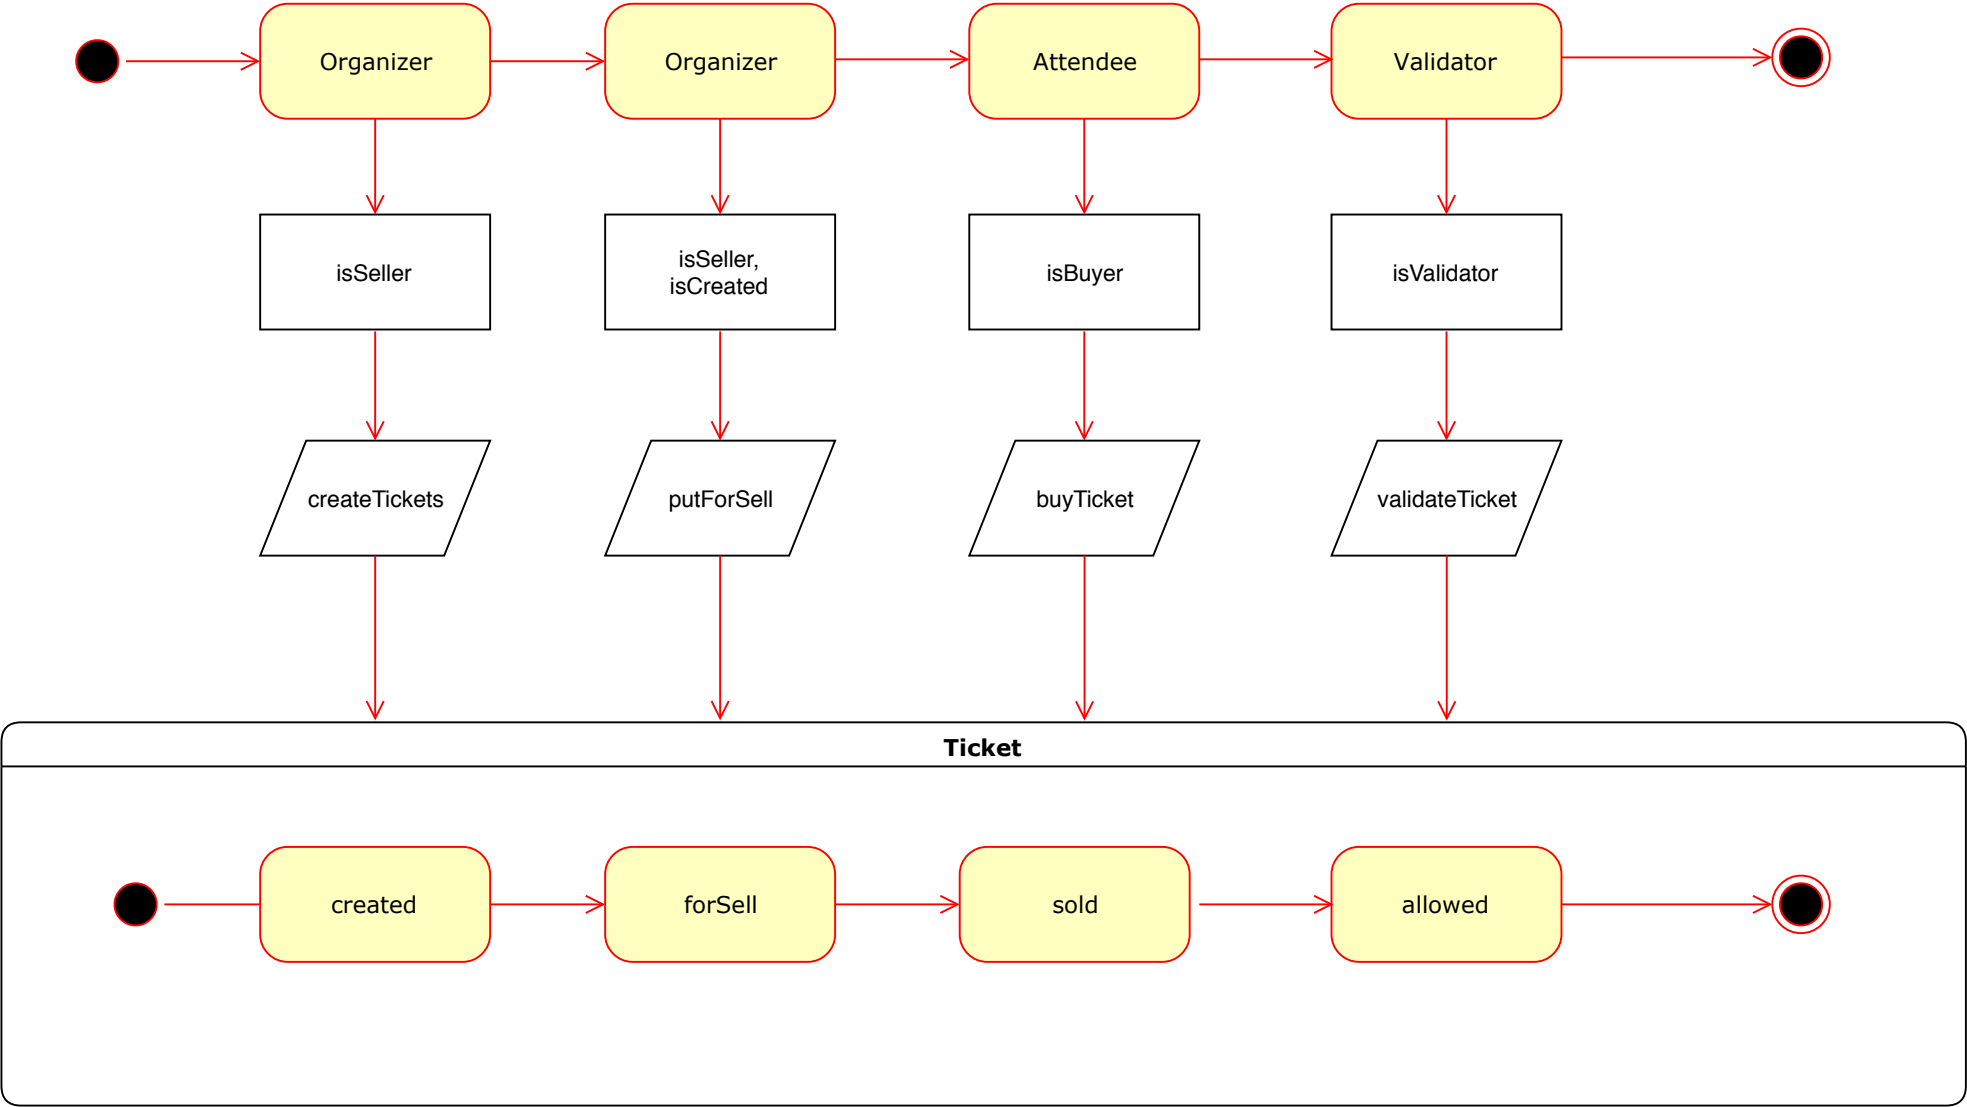 Organizer
Organizer
Attendee
Validator
isSeller
isSeller,
isCreated
isBuyer
isValidator
createTickets
putForSell
buyTicket
validateTicket
Ticket
created
forSell
sold
allowed